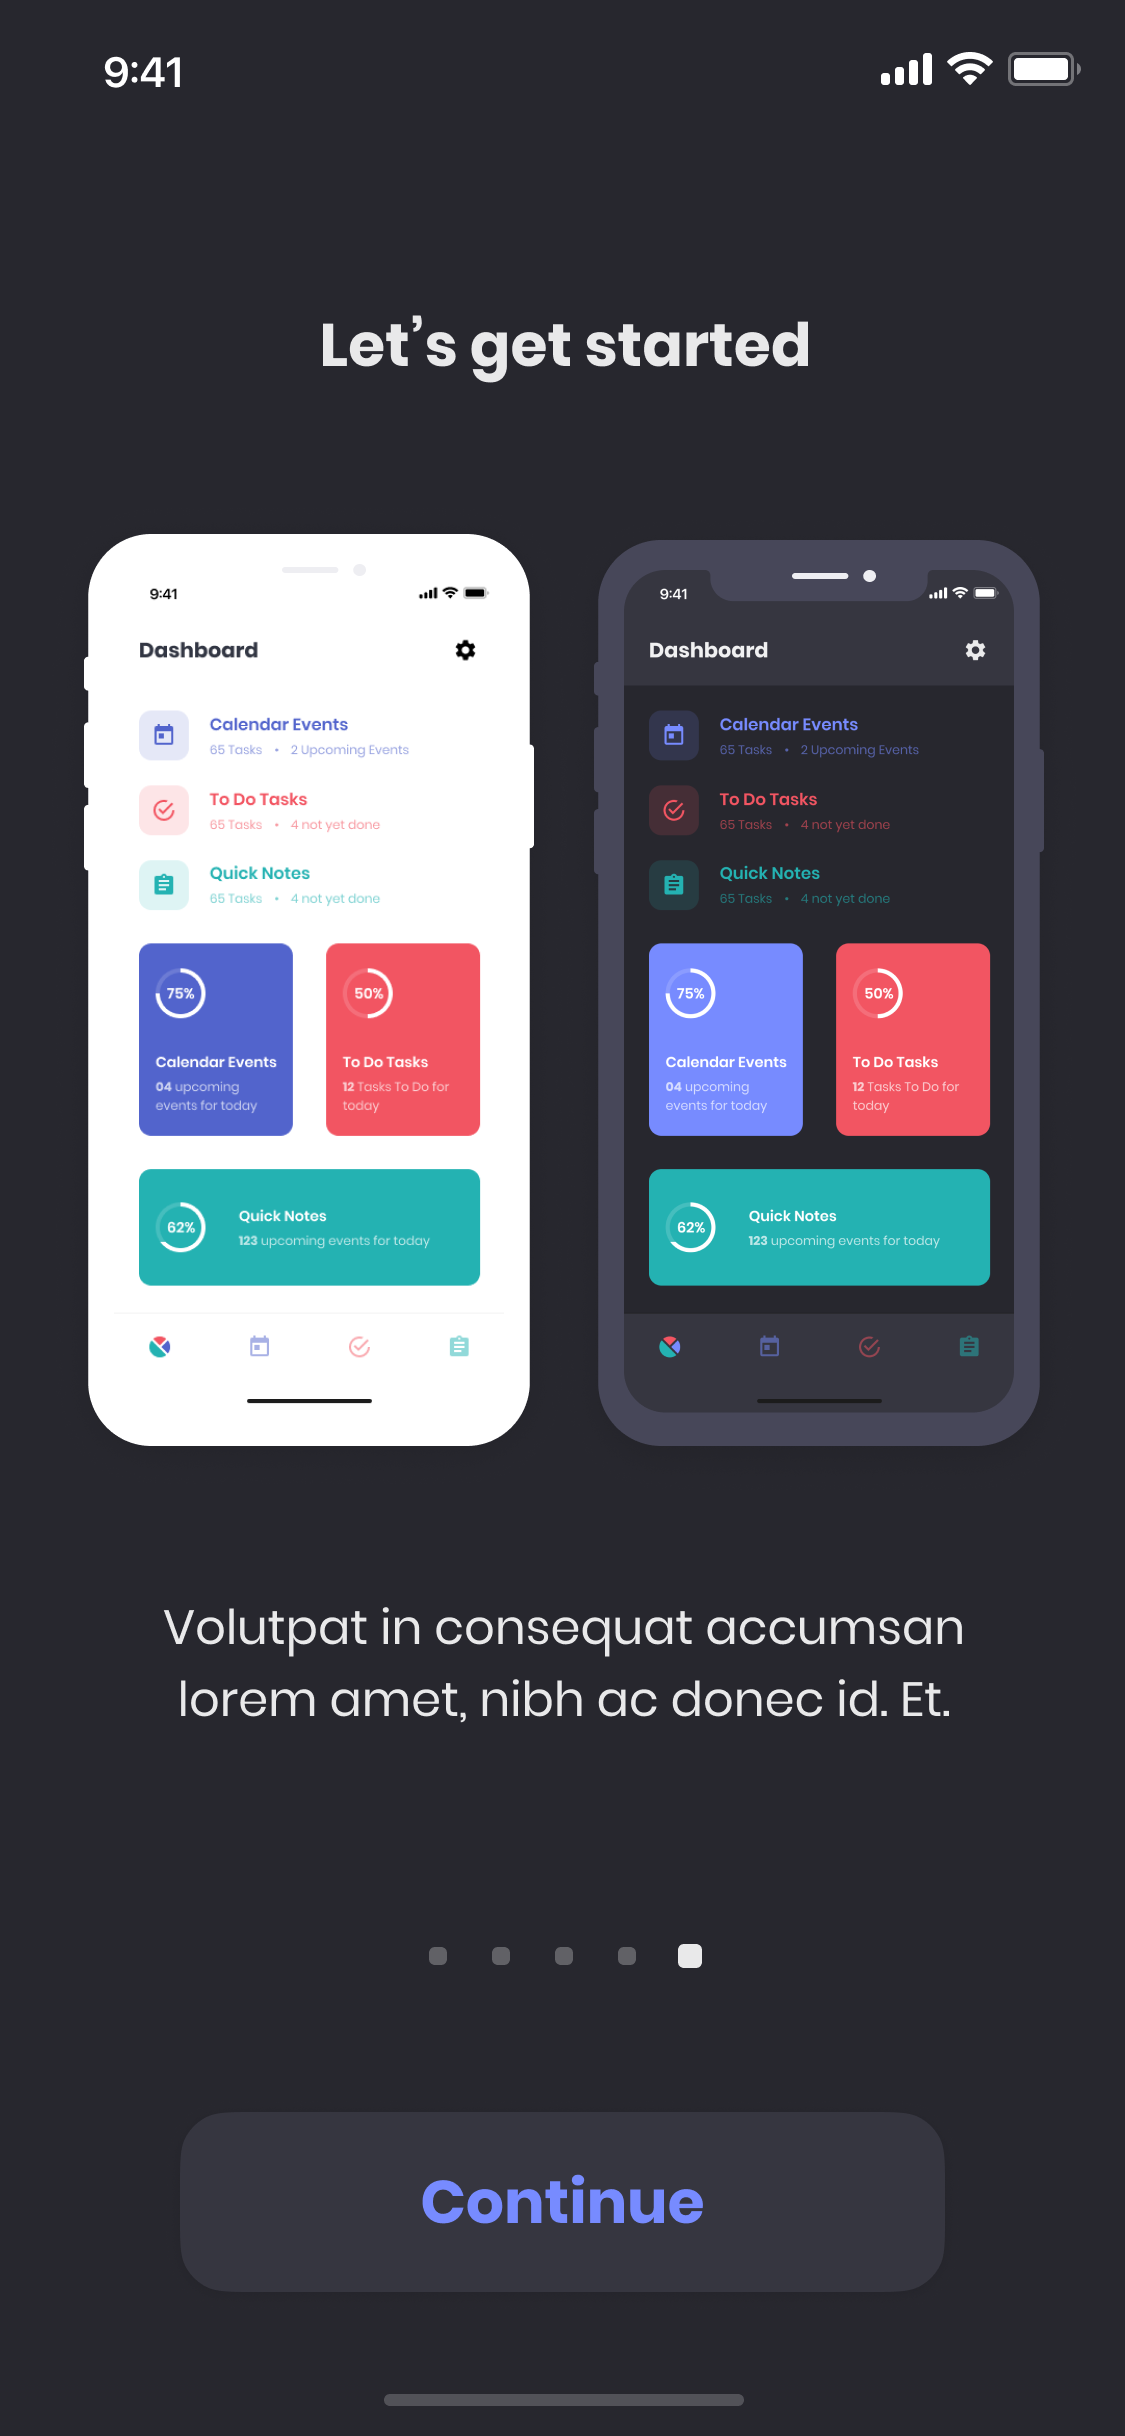 9:41
Let’s get started
9:41
Dashboard
Calendar Events
65 Tasks • 2 Upcoming Events
To Do Tasks
65 Tasks • 4 not yet done
Quick Notes
65 Tasks • 4 not yet done
75%
Calendar Events
04 upcoming
events for today
50%
To Do Tasks
12 Tasks To Do for
today
62%
Quick Notes
123 upcoming events for today
9:41
Dashboard
Calendar Events
65 Tasks • 2 Upcoming Events
To Do Tasks
65 Tasks • 4 not yet done
Quick Notes
65 Tasks • 4 not yet done
75%
Calendar Events
04 upcoming
events for today
50%
To Do Tasks
12 Tasks To Do for
today
62%
Quick Notes
123 upcoming events for today
Volutpat in consequat accumsan
lorem amet, nibh ac donec id. Et.
Continue